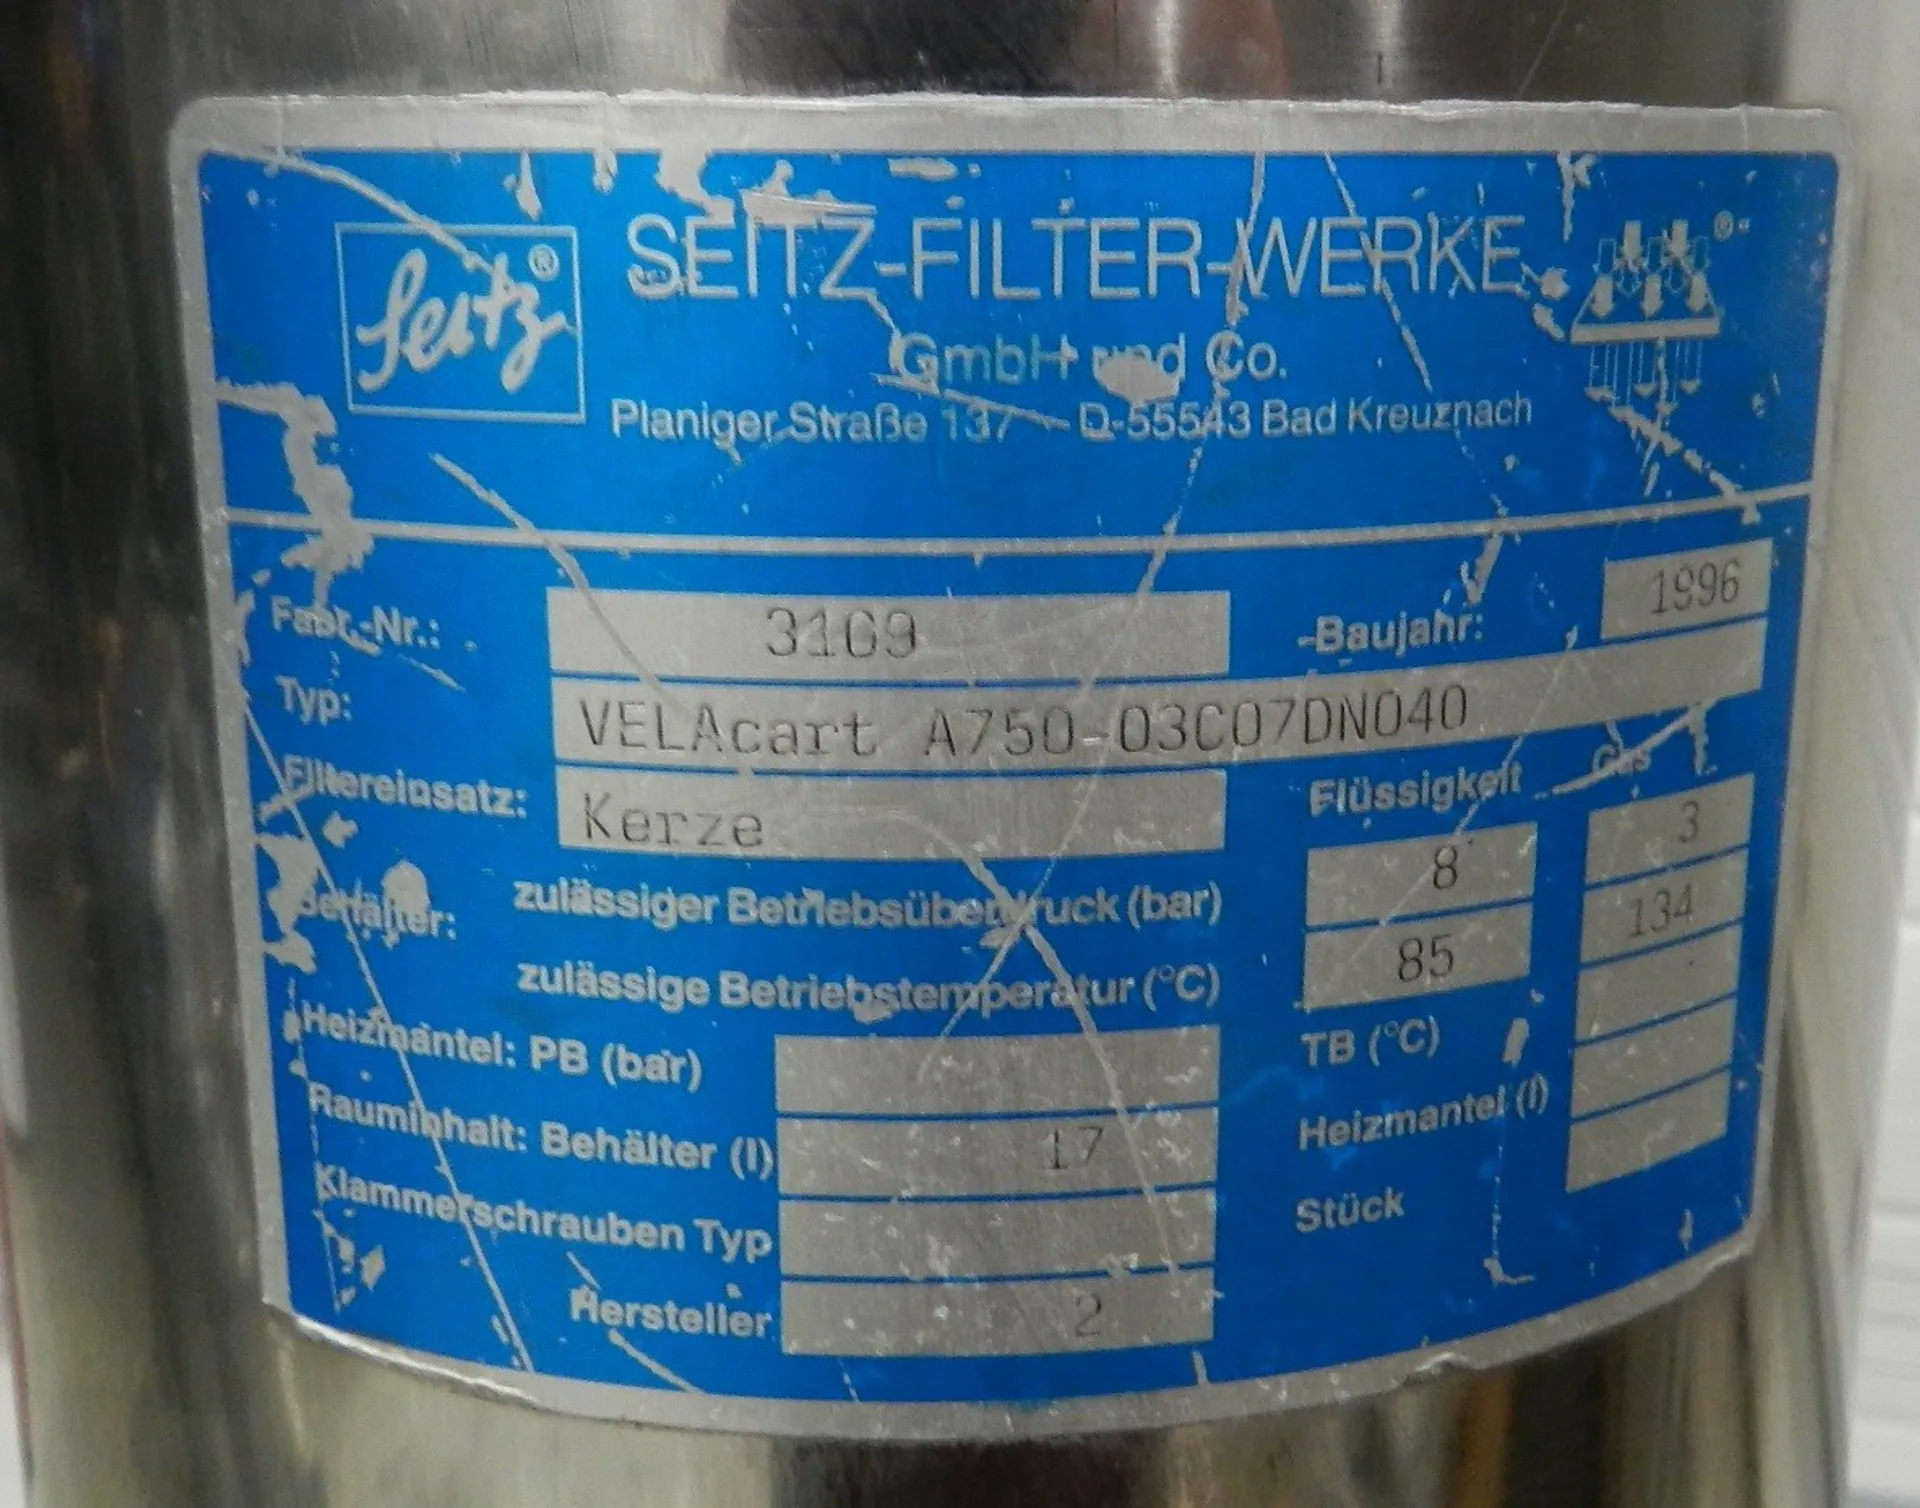 Seitz®
SEITZ-FILTER-WERKE
®
GmbH und Co.
Planiger Straße 137 D-55543 Bad Kreuznach
Fabr.-Nr.: 3169 Baujahr: 1996
Typ: VELAcart A750-03C07DN040
Filtereinsatz: Kerze Flüssigkeit Gas
Behälter: zulässiger Betriebsüberdruck (bar) 8 3
zulässige Betriebstemperatur (°C) 85 134
Heizmantel: PB (bar) TB (°C)
Rauminhalt: Behälter (l) 17 Heizmantel (l)
Klammerschrauben Typ Stück
Hersteller 2